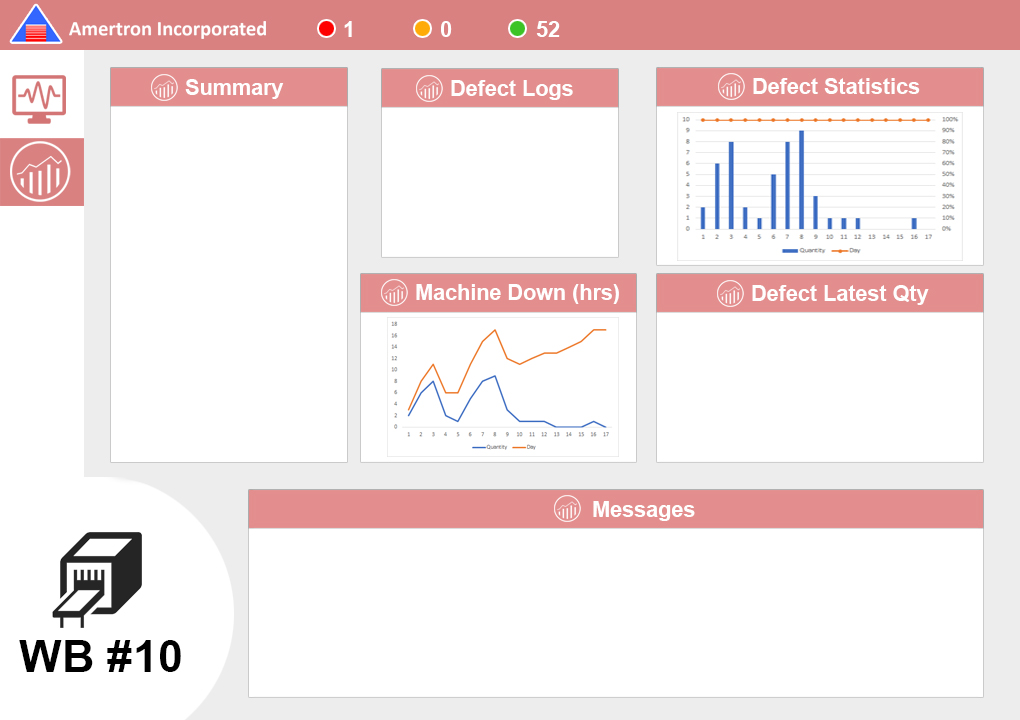 Amertron Incorporated 1 0 52
Summary
Defect Logs
Defect Statistics
10 100%
9 90%
8 80%
7 70%
6 60%
5 50%
4 40%
3 30%
2 20%
1 10%
0 0%
1 2 3 4 5 6 7 8 9 10 11 12 13 14 15 16 17
Quantity Day
Machine Down (hrs)
18
16
14
12
10
8
6
4
2
0
1 2 3 4 5 6 7 8 9 10 11 12 13 14 15 16 17
Quantity Day
Defect Latest Qty
Messages
WB #10